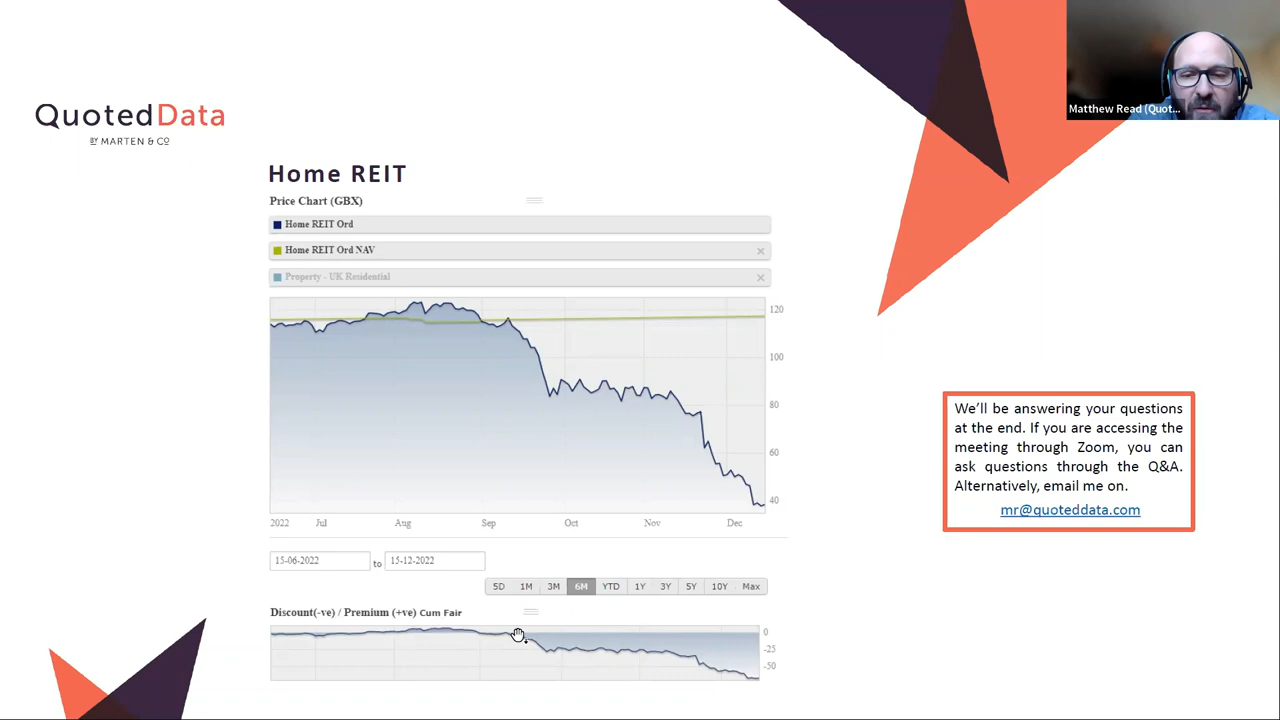 Matthew Read (Quot...
QuotedData
BY MARTEN & CO
Home REIT
Price Chart (GBX)
Home REIT Ord
Home REIT Ord NAV
Property - UK Residential
120
100
80
60
40
2022 Jul Aug Sep Oct Nov Dec
15-06-2022 to 15-12-2022
5D 1M 3M 6M YTD 1Y 3Y 5Y 10Y Max
Discount(-ve) / Premium (+ve) Cum Fair
0
-25
-50
We'll be answering your questions
at the end. If you are accessing the
meeting through Zoom, you can
ask questions through the Q&A.
Alternatively, email me on.
mr@quoteddata.com